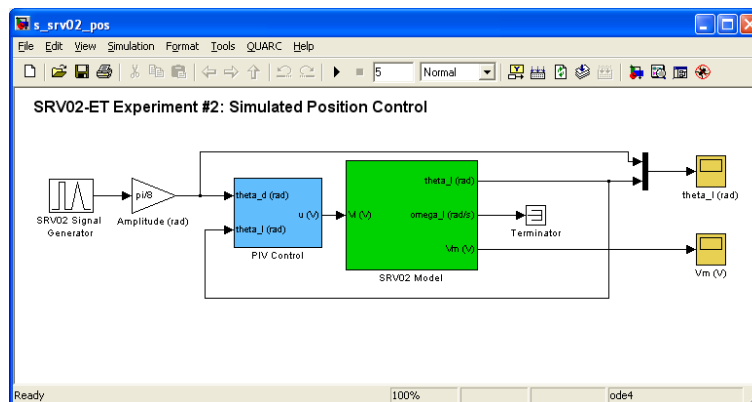 s_srv02_pos
File Edit View Simulation Format Tools QUARC Help
5 Normal
SRV02-ET Experiment #2: Simulated Position Control
SRV02 Signal
Generator
pi/8
Amplitude (rad)
theta_d (rad)
u (V)
theta_l (rad)
PIV Control
theta_l (rad)
Vl (V)
omega_l (rad/s)
Vm (V)
SRV02 Model
Terminator
theta_l (rad)
Vm (V)
Ready 100% ode4